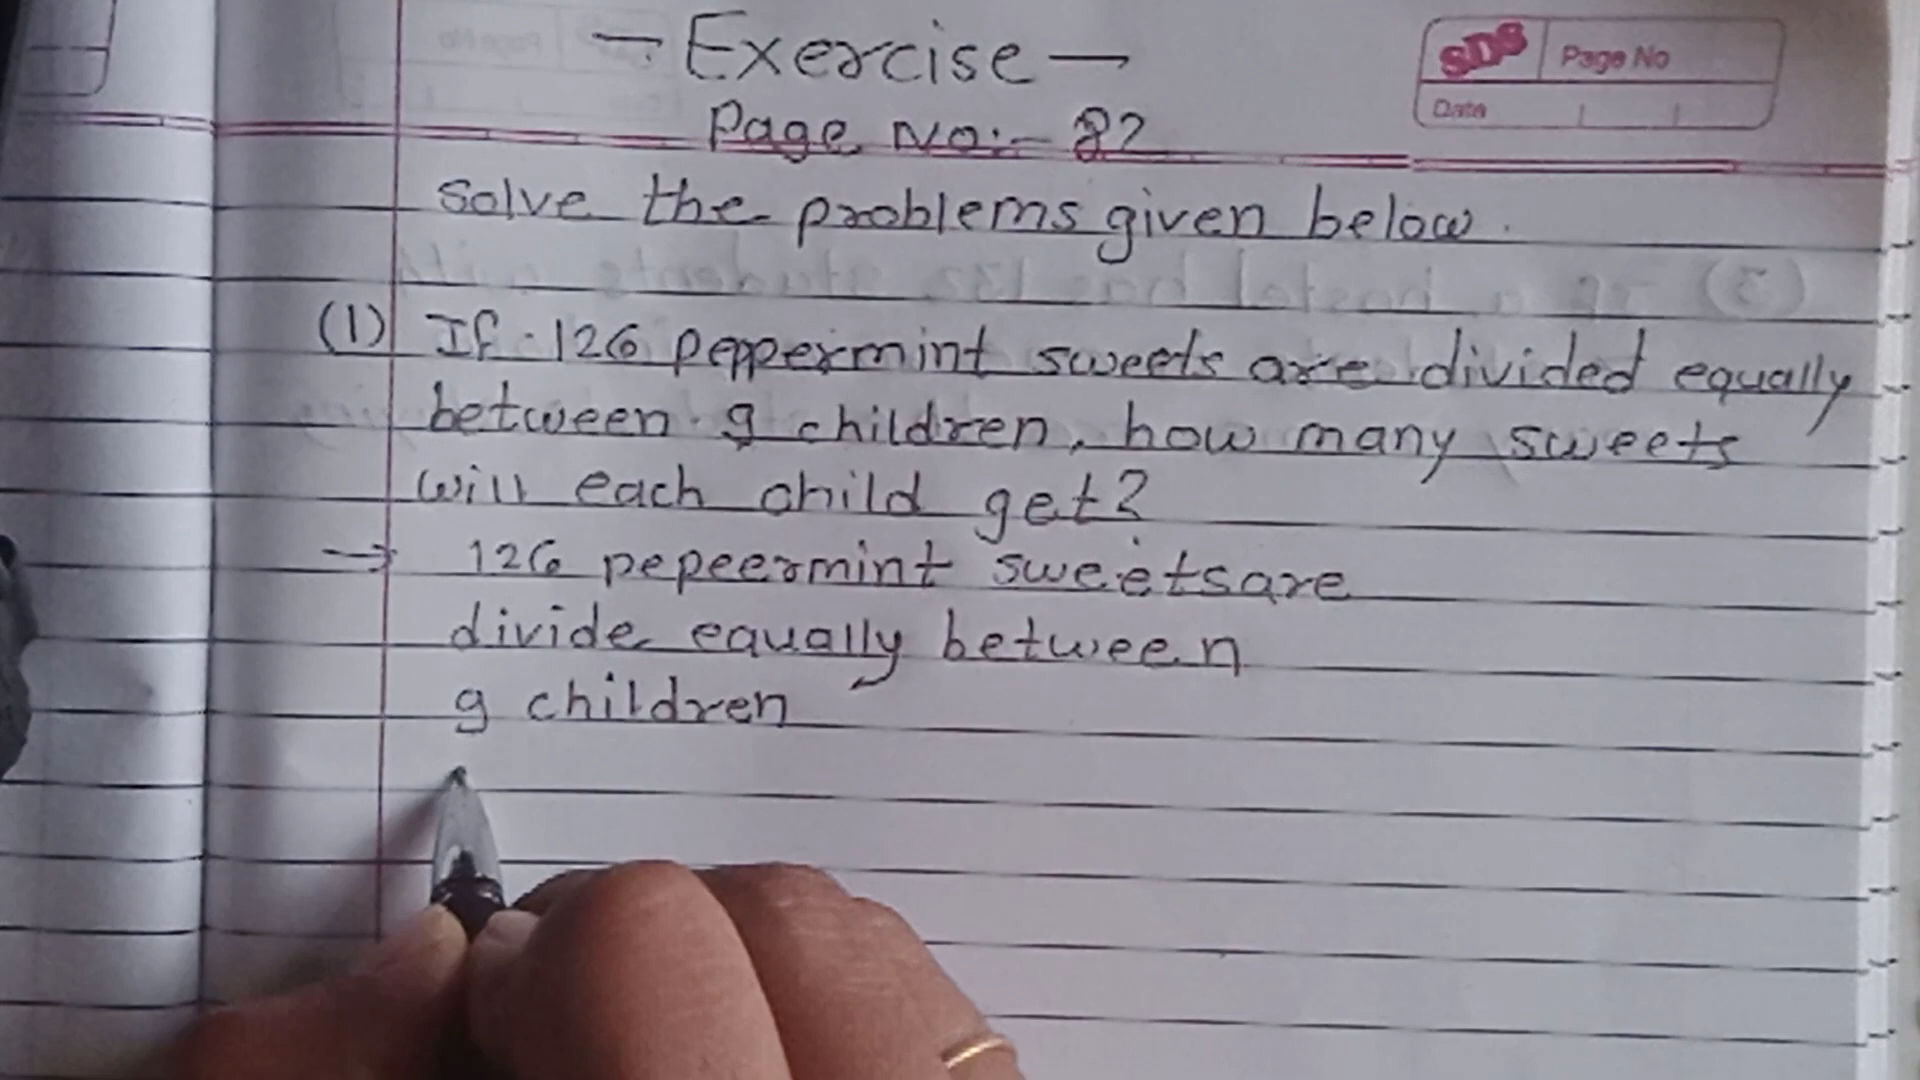 — Exercise —
Page No:- 82
SDS Page No
Date
Solve the problems given below.
(1) If 126 peppermint sweets are divided equally
between 9 children, how many sweets
will each child get?
→ 126 pepeermint sweetsare
divide equally between
9 children